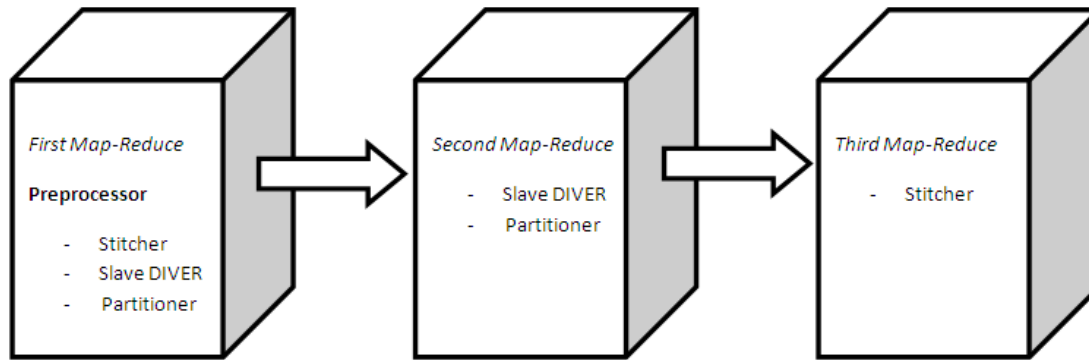 First Map-Reduce
Preprocessor
- Stitcher
- Slave DIVER
- Partitioner
Second Map-Reduce
- Slave DIVER
- Partitioner
Third Map-Reduce
- Stitcher